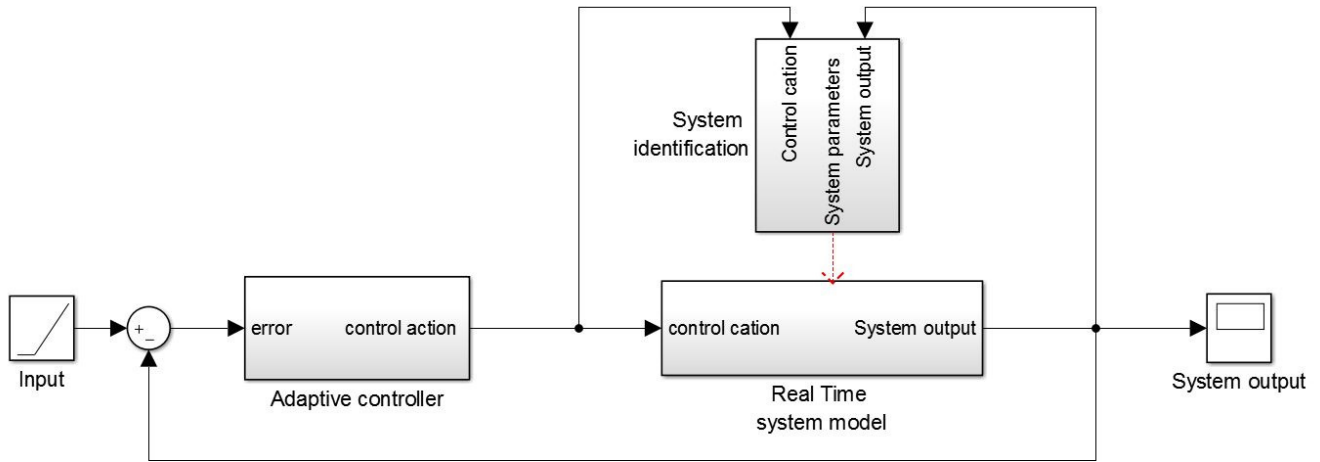 Control cation
System parameters
System output
System
identification
+
−
error
control action
control cation
System output
Input
Adaptive controller
Real Time
system model
System output